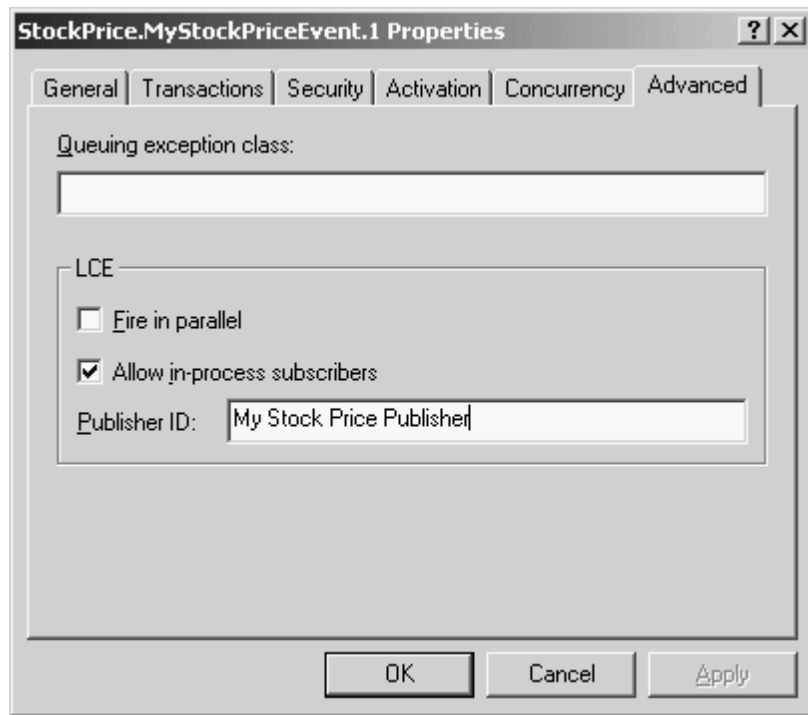 StockPrice.MyStockPriceEvent.1 Properties
General Transactions Security Activation Concurrency Advanced
Queuing exception class:
LCE
Fire in parallel
Allow in-process subscribers
Publisher ID: My Stock Price Publisher
OK Cancel Apply